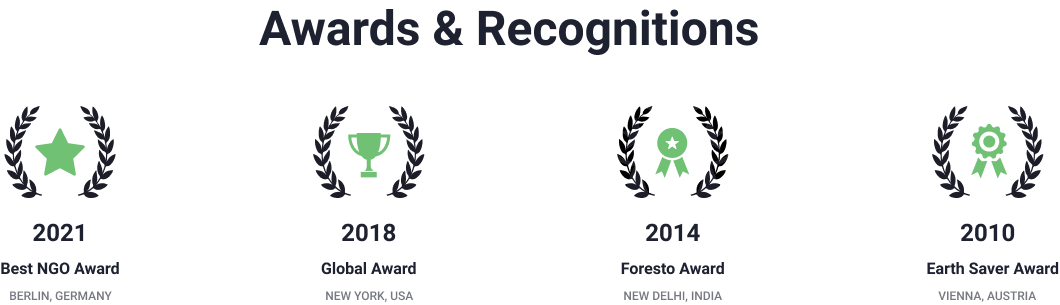 Awards & Recognitions
2021
Best NGO Award
BERLIN, GERMANY
2018
Global Award
NEW YORK, USA
2014
Foresto Award
NEW DELHI, INDIA
2010
Earth Saver Award
VIENNA, AUSTRIA